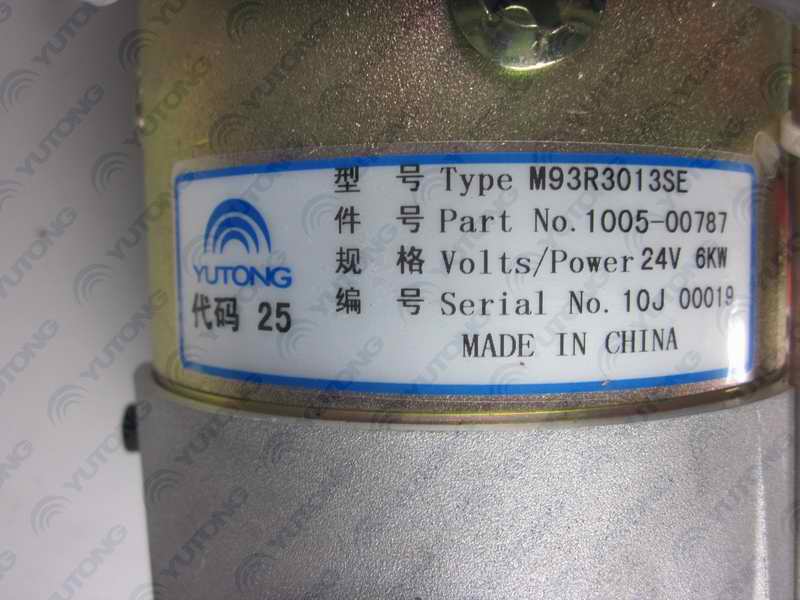 型 号 Type M93R3013SE
件 号 Part No. 1005-00787
规 格 Volts/Power 24V 6KW
编 号 Serial No. 10J 00019
MADE IN CHINA
YUTONG
代码 25